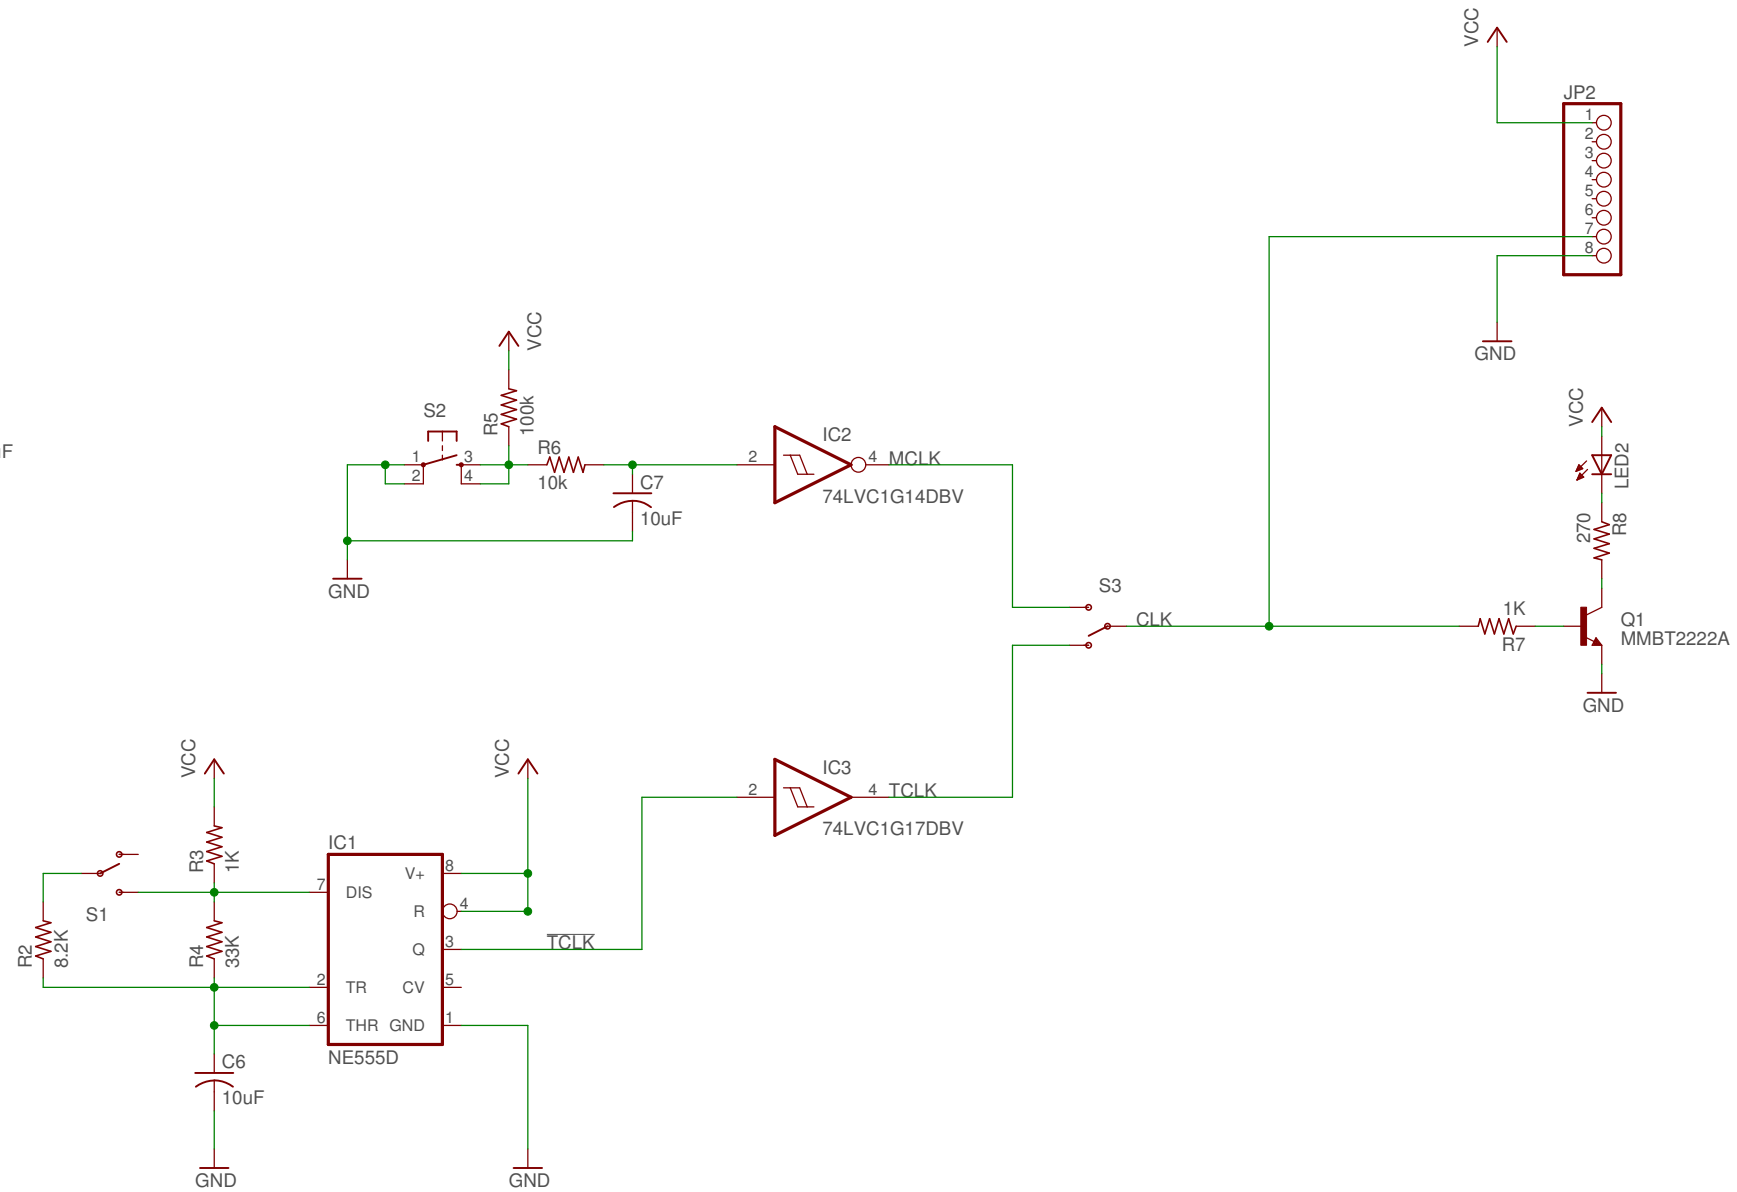 VCC
JP2
1
2
3
4
5
6
7
8
GND
VCC
S2
R5
100k
1
2
3
4
R6
10k
C7
10uF
GND
F
2
IC2
4
MCLK
74LVC1G14DBV
S3
CLK
VCC
LED2
270
R8
1K
R7
Q1
MMBT2222A
GND
2
IC3
4
TCLK
74LVC1G17DBV
VCC
VCC
R3
1K
S1
R2
8.2K
R4
33K
IC1
7
DIS
V+
8
R
4
Q
3
TCLK
2
TR
CV
5
6
THR
GND
1
NE555D
C6
10uF
GND
GND